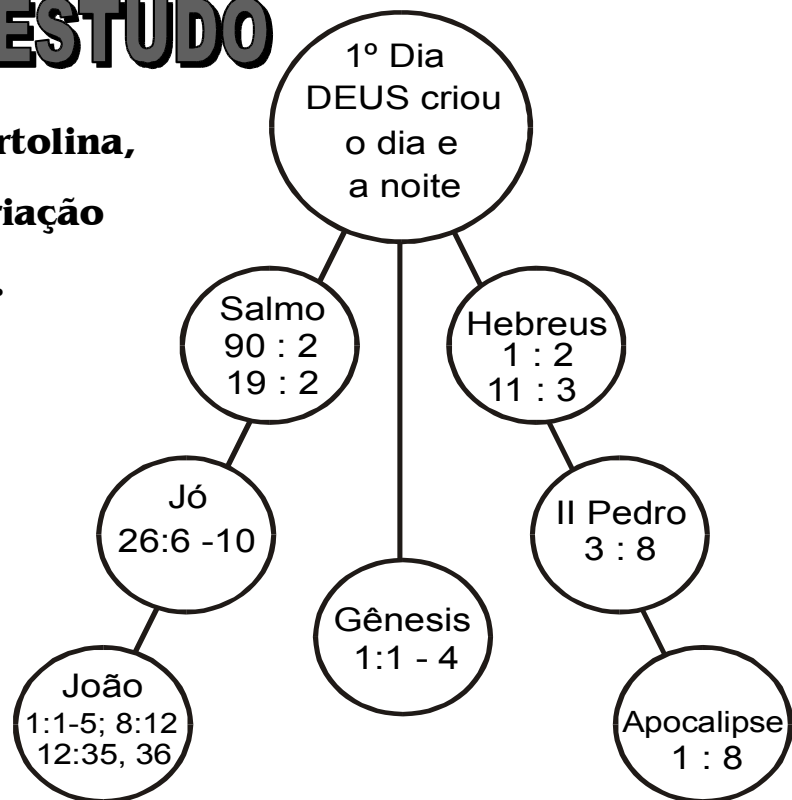 ESTUDO
rtolina,
riação
.
1º Dia
DEUS criou
o dia e
a noite
Salmo
90 : 2
19 : 2
Hebreus
1 : 2
11 : 3
Jó
26:6 -10
II Pedro
3 : 8
Gênesis
1:1 - 4
João
1:1-5; 8:12
12:35, 36
Apocalipse
1 : 8